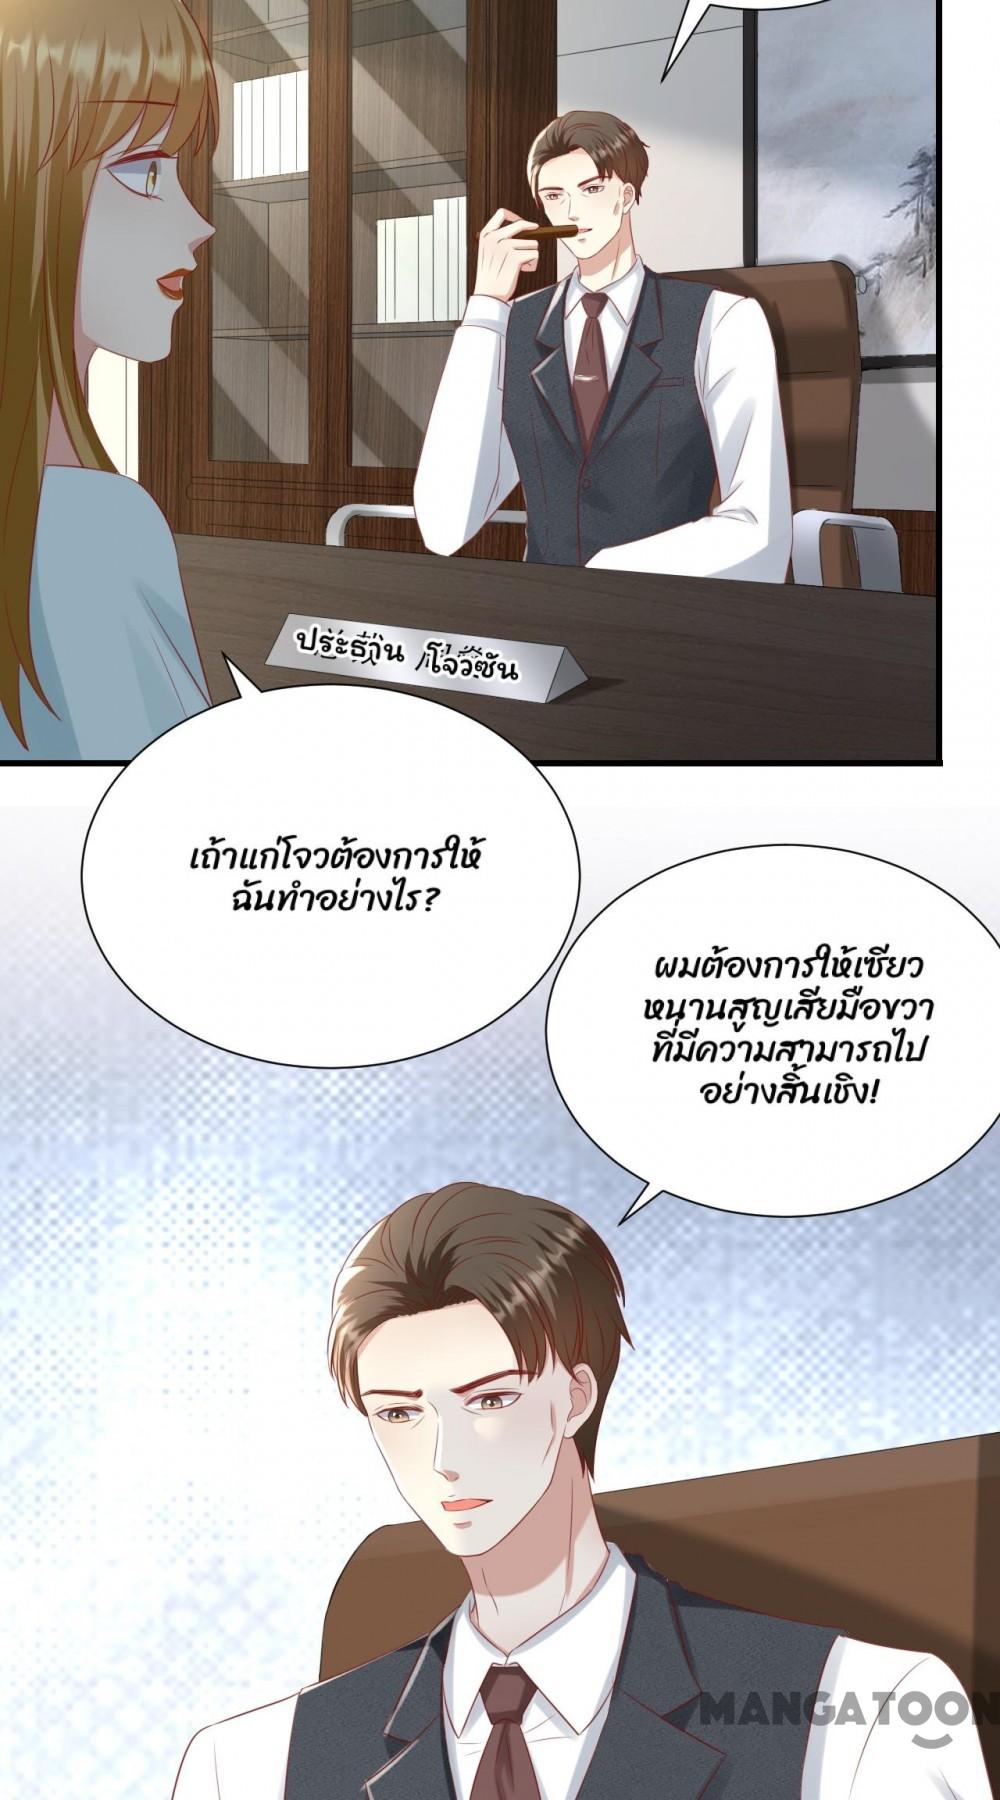 ประธาน โจวซัน
เถ้าแก่โจวต้องการให้
ฉันทำอย่างไร?
ผมต้องการให้เซียว
หนานสูญเสียมือขวา
ที่มีความสามารถไป
อย่างสิ้นเชิง!
MANGATOON